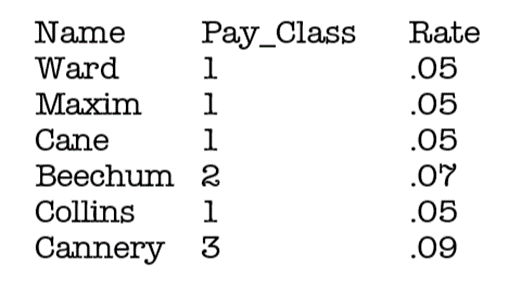 Name Pay_Class Rate
Ward 1 .05
Maxim 1 .05
Cane 1 .05
Beechum 2 .07
Collins 1 .05
Cannery 3 .09